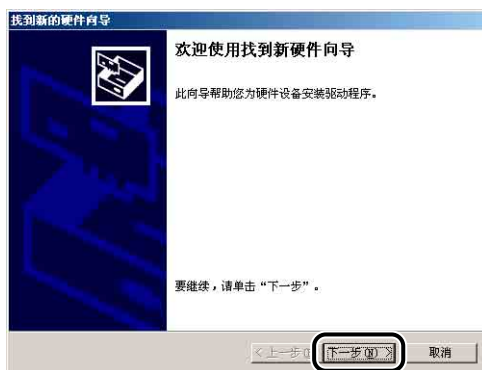 找到新的硬件向导
欢迎使用找到新硬件向导
此向导帮助您为硬件设备安装驱动程序。
要继续，请单击“下一步”。
<上一步(
下一步(N) >
取消